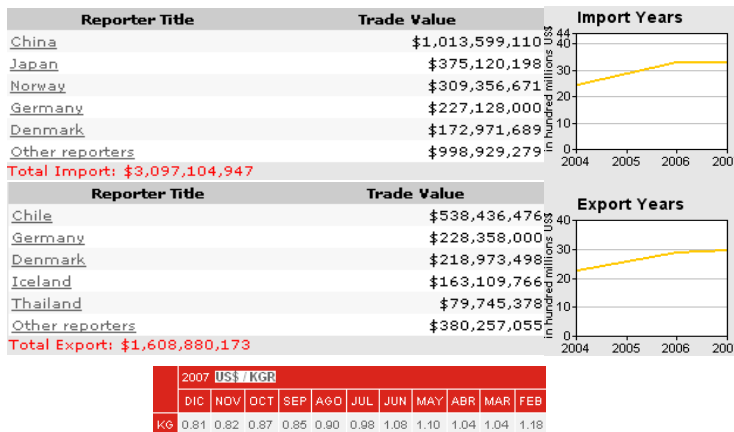 Reporter Title Trade Value
China $1,013,599,110
Japan $375,120,198
Norway $309,356,671
Germany $227,128,000
Denmark $172,971,689
Other reporters $998,929,279
Total Import: $3,097,104,947
Import Years
in hundred millions US$
44
40
30
20
10
0
2004 2005 2006 200
Reporter Title Trade Value
Chile $538,436,476
Germany $228,358,000
Denmark $218,973,498
Iceland $163,109,766
Thailand $79,745,378
Other reporters $380,257,055
Total Export: $1,608,880,173
Export Years
in hundred millions US$
40
30
20
10
0
2004 2005 2006 200
2007 US$ / KGR
DIC NOV OCT SEP AGO JUL JUN MAY ABR MAR FEB
KG 0.81 0.82 0.87 0.85 0.90 0.98 1.08 1.10 1.04 1.04 1.18